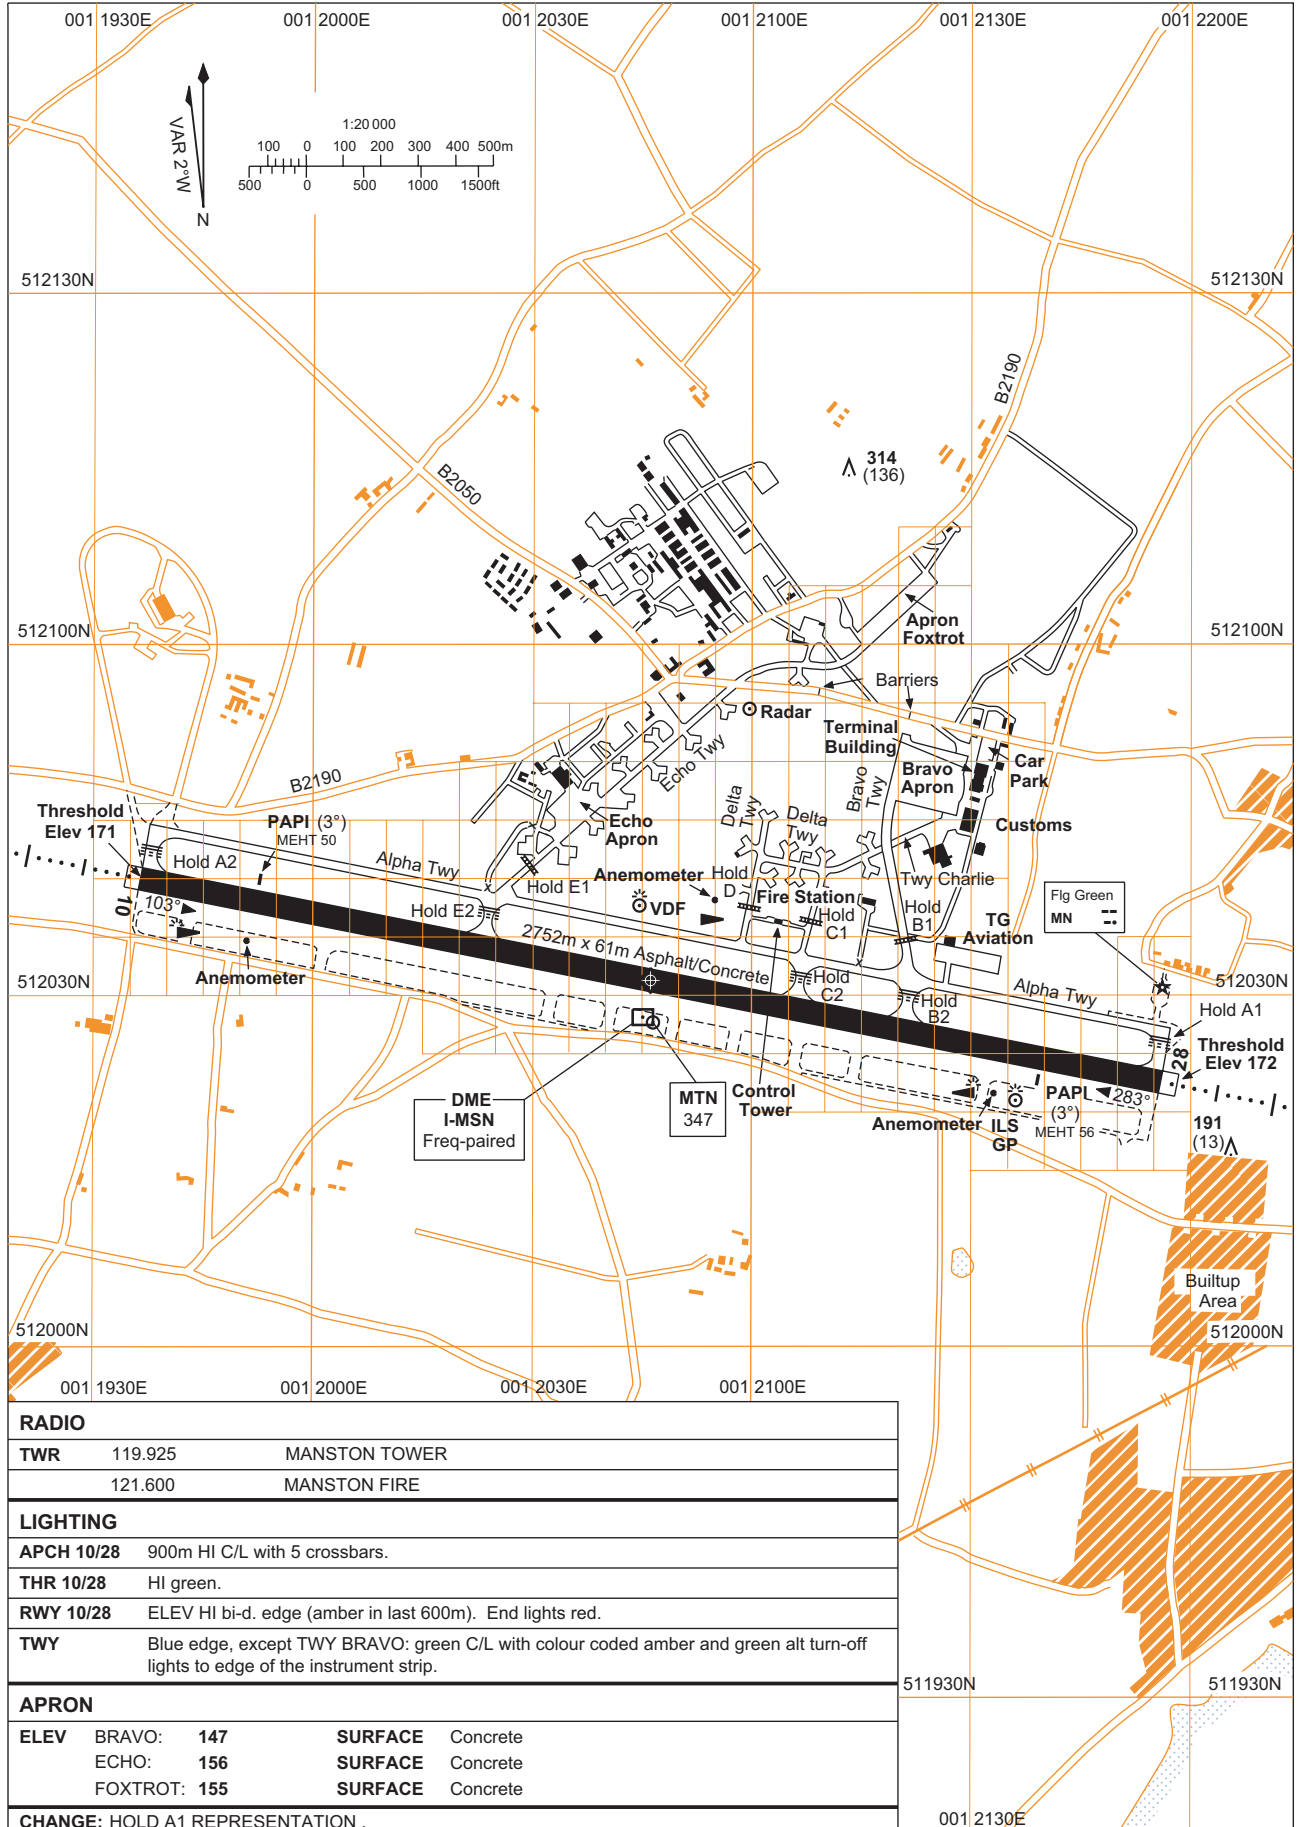 001 1930E 001 2000E 001 2030E 001 2100E 001 2130E 001 2200E
VAR 2°W
N
1:20 000
100 0 100 200 300 400 500m
500 0 500 1000 1500ft
512130N 512130N
B2190
B2050
314
(136)
512100N 512100N
Apron
Foxtrot
Barriers
Radar
Terminal
Building
Car
Park
Bravo
Apron
Bravo
Twy
Echo Twy
B2190
Threshold
Elev 171
PAPI (3°)
MEHT 50
Echo
Apron
Delta
Twy
Delta
Twy
Customs
Hold A2
Alpha Twy
Hold E1
Anemometer
Hold
D
Twy Charlie
Flg Green
MN
10
103°
Hold E2
VDF
Fire Station
Hold
C1
Hold
B1
TG
Aviation
2752m x 61m Asphalt/Concrete
Anemometer
Hold
C2
Hold
B2
Alpha Twy
512030N 512030N
Hold A1
28
Threshold
Elev 172
DME
I-MSN
Freq-paired
MTN
347
Control
Tower
Anemometer
ILS
GP
PAPI
(3°)
MEHT 56
283°
191
(13)
Builtup
Area
512000N 512000N
001 1930E 001 2000E 001 2030E 001 2100E
RADIO
TWR 119.925 MANSTON TOWER
121.600 MANSTON FIRE
LIGHTING
APCH 10/28 900m HI C/L with 5 crossbars.
THR 10/28 HI green.
RWY 10/28 ELEV HI bi-d. edge (amber in last 600m). End lights red.
TWY Blue edge, except TWY BRAVO: green C/L with colour coded amber and green alt turn-off
lights to edge of the instrument strip.
511930N 511930N
APRON
ELEV BRAVO: 147 SURFACE Concrete
ECHO: 156 SURFACE Concrete
FOXTROT: 155 SURFACE Concrete
CHANGE: HOLD A1 REPRESENTATION .
001 2130E